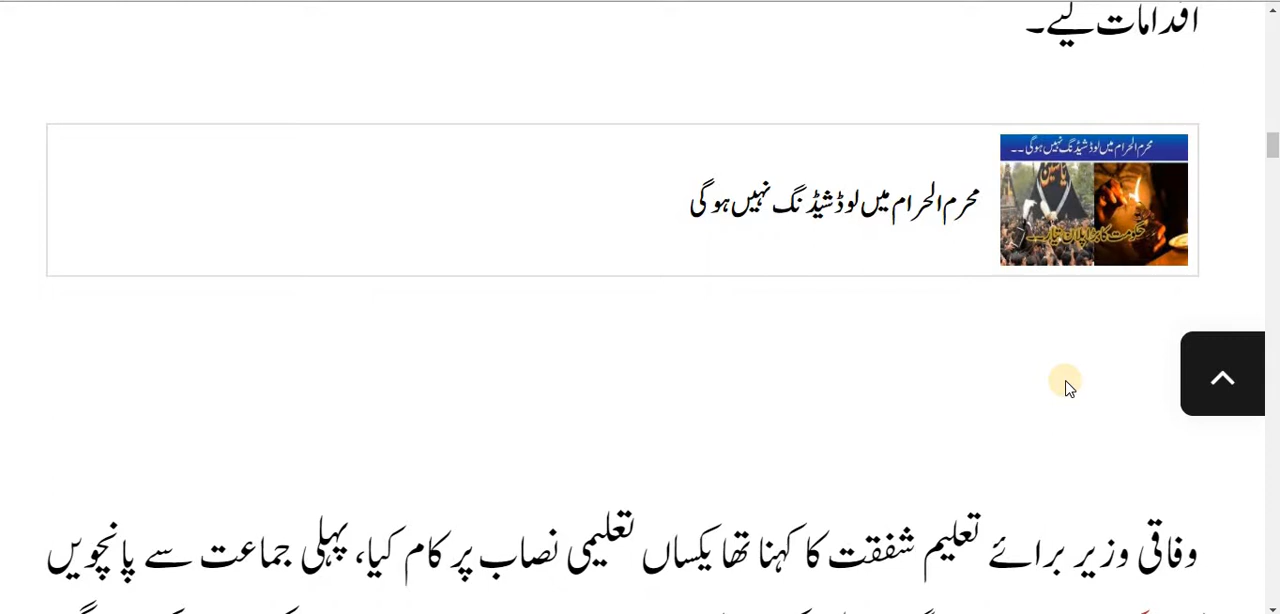 اقدامات لیے۔
محرم الحرام میں لوڈشیڈنگ نہیں ہوگی ۔۔
محرم الحرام میں لوڈشیڈنگ نہیں ہوگی
وفاقی وزیر برائے تعلیم شفقت کا کہنا تھا یکساں تعلیمی نصاب پر کام کیا، پہلی جماعت سے پانچویں